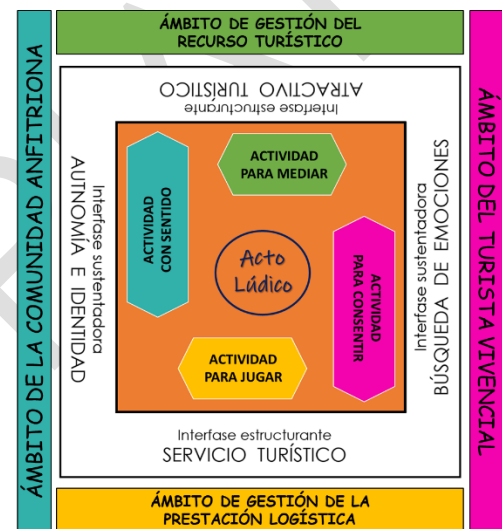 ÁMBITO DE GESTIÓN DEL
RECURSO TURÍSTICO
ÁMBITO DE LA COMUNIDAD ANFITRIONA
Interfase estructurante
ATRACTIVO TURÍSTICO
Interfase sustentadora
AUTNOMÍA E IDENTIDAD
ACTIVIDAD
CON SENTIDO
ACTIVIDAD
PARA MEDIAR
Acto
Lúdico
ACTIVIDAD
PARA CONSENTIR
ACTIVIDAD
PARA JUGAR
Interfase sustentadora
BÚSQUEDA DE EMOCIONES
ÁMBITO DEL TURISTA VIVENCIAL
Interfase estructurante
SERVICIO TURÍSTICO
ÁMBITO DE GESTIÓN DE LA
PRESTACIÓN LOGÍSTICA